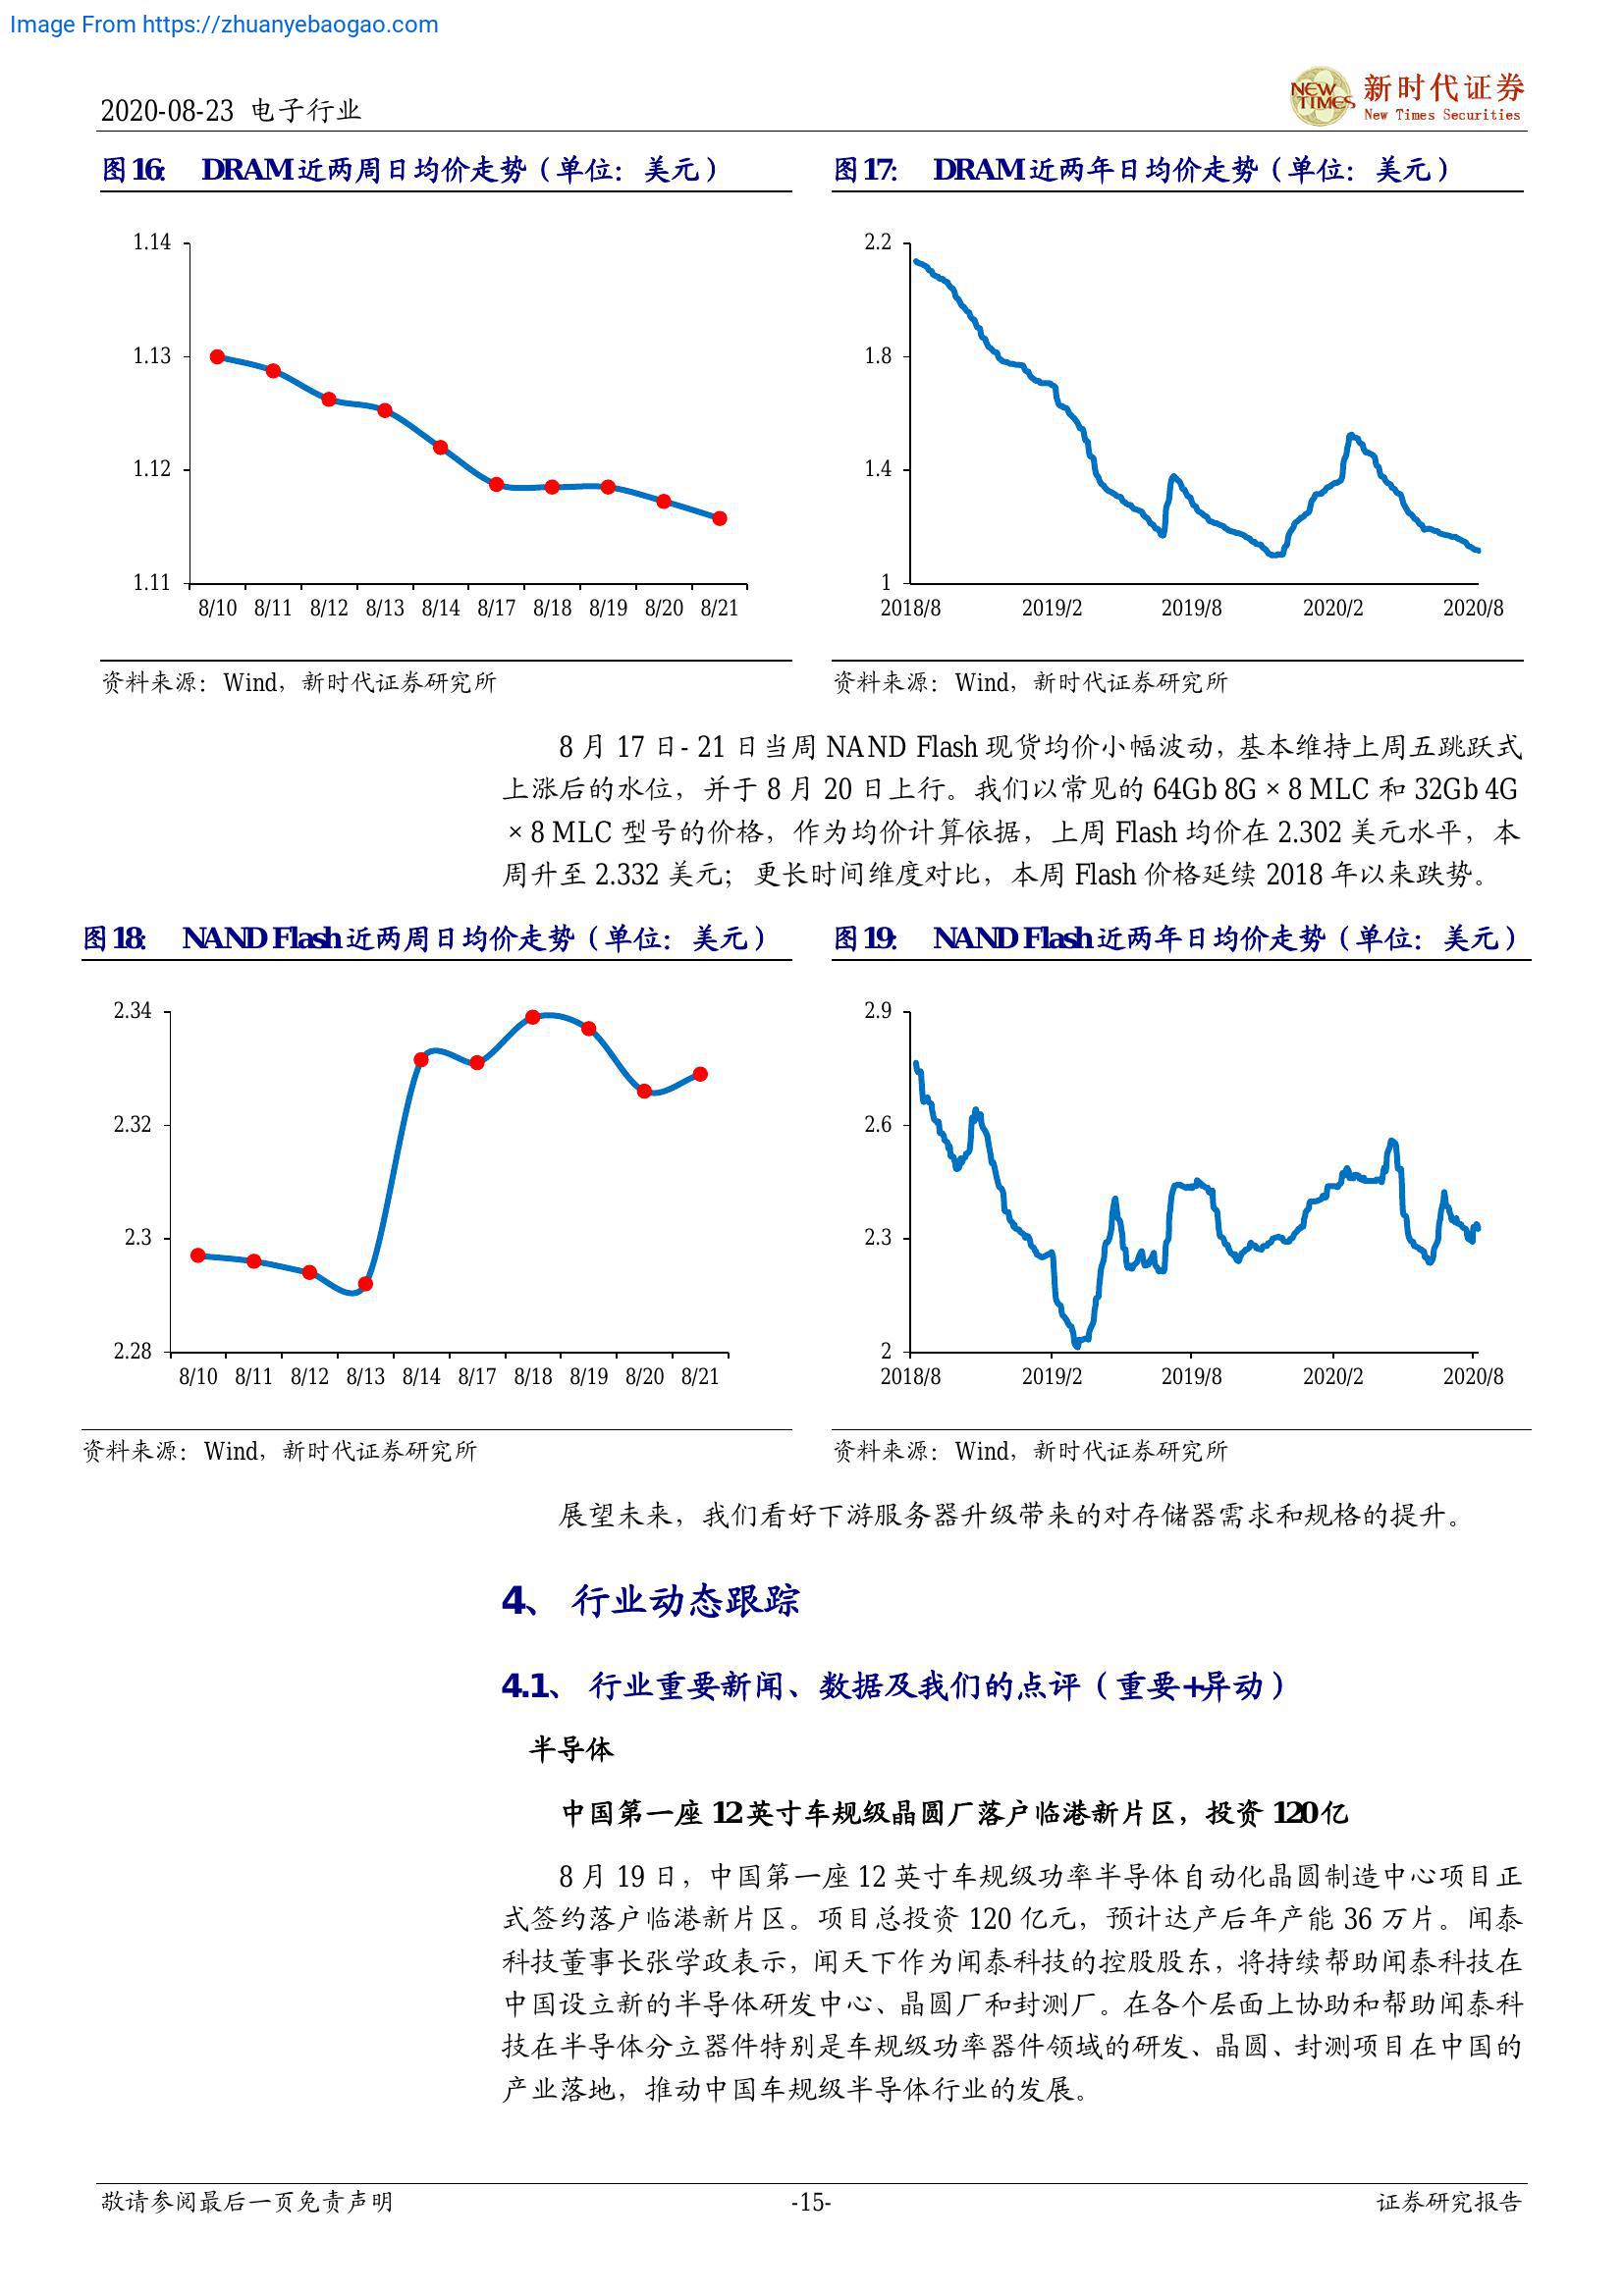 Image From https://zhuanyebaogao.com
2020-08-23 电子行业
NEW TIMES 新时代证券
New Times Securities
图16： DRAM近两周日均价走势（单位：美元）
1.14
1.13
1.12
1.11
8/10 8/11 8/12 8/13 8/14 8/17 8/18 8/19 8/20 8/21
资料来源：Wind，新时代证券研究所
图17： DRAM近两年日均价走势（单位：美元）
2.2
1.8
1.4
1
2018/8 2019/2 2019/8 2020/2 2020/8
资料来源：Wind，新时代证券研究所
8 月 17 日- 21 日当周 NAND Flash 现货均价小幅波动，基本维持上周五跳跃式
上涨后的水位，并于 8 月 20 日上行。我们以常见的 64Gb 8G × 8 MLC 和 32Gb 4G
× 8 MLC 型号的价格，作为均价计算依据，上周 Flash 均价在 2.302 美元水平，本
周升至 2.332 美元；更长时间维度对比，本周 Flash 价格延续 2018 年以来跌势。
图18： NAND Flash近两周日均价走势（单位：美元）
2.34
2.32
2.3
2.28
8/10 8/11 8/12 8/13 8/14 8/17 8/18 8/19 8/20 8/21
资料来源：Wind，新时代证券研究所
图19： NAND Flash近两年日均价走势（单位：美元）
2.9
2.6
2.3
2
2018/8 2019/2 2019/8 2020/2 2020/8
资料来源：Wind，新时代证券研究所
展望未来，我们看好下游服务器升级带来的对存储器需求和规格的提升。
4、 行业动态跟踪
4.1、 行业重要新闻、数据及我们的点评（重要+异动）
半导体
中国第一座 12英寸车规级晶圆厂落户临港新片区，投资 120亿
8 月 19 日，中国第一座 12 英寸车规级功率半导体自动化晶圆制造中心项目正
式签约落户临港新片区。项目总投资 120 亿元，预计达产后年产能 36 万片。闻泰
科技董事长张学政表示，闻天下作为闻泰科技的控股股东，将持续帮助闻泰科技在
中国设立新的半导体研发中心、晶圆厂和封测厂。在各个层面上协助和帮助闻泰科
技在半导体分立器件特别是车规级功率器件领域的研发、晶圆、封测项目在中国的
产业落地，推动中国车规级半导体行业的发展。
敬请参阅最后一页免责声明
-15-
证券研究报告